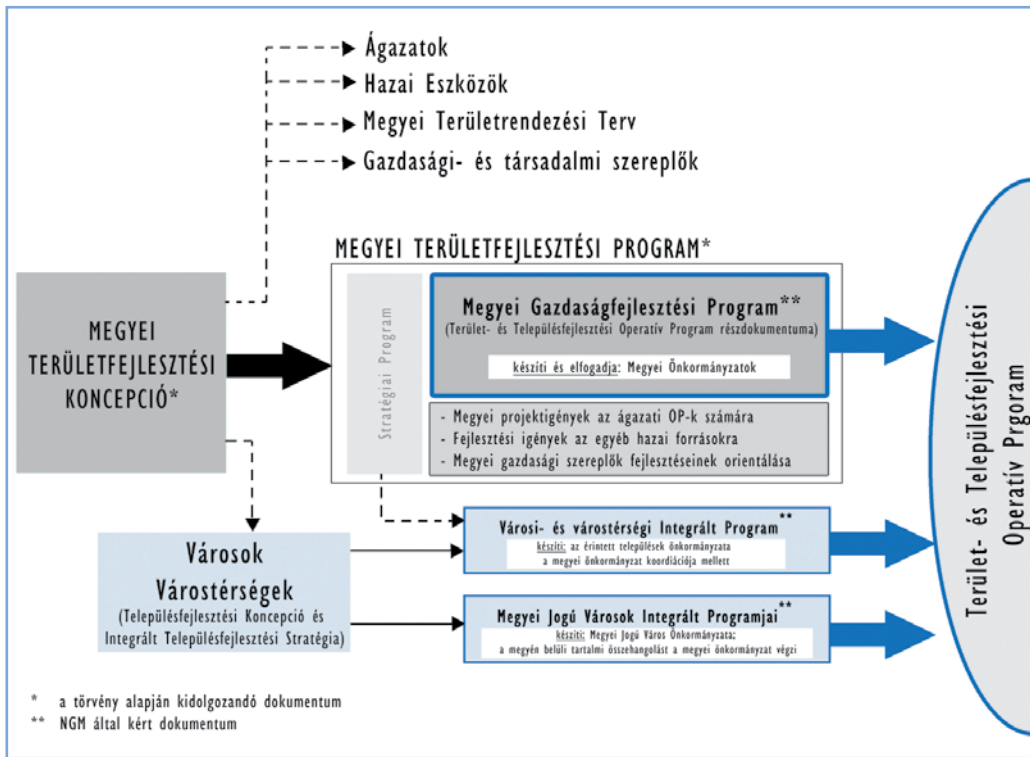 Ágazatok
Hazai Eszközök
Megyei Területrendezési Terv
Gazdasági- és társadalmi szereplők
MEGYEI
TERÜLETFEJLESZTÉSI
KONCEPCIÓ*
MEGYEI TERÜLETFEJLESZTÉSI PROGRAM*
Stratégiai Program
Megyei Gazdaságfejlesztési Program**
(Terület- és Településfejlesztési Operatív Program részdokumentuma)
készíti és elfogadja: Megyei Önkormányzatok
- Megyei projektigények az ágazati OP-k számára
- Fejlesztési igények az egyéb hazai forrásokra
- Megyei gazdasági szereplők fejlesztéseinek orientálása
Városok
Várostérségek
(Településfejlesztési Koncepció és
Integrált Településfejlesztési Stratégia)
Városi- és várostérségi Integrált Program**
készíti: az érintett települések önkormányzata
a megyei önkormányzat koordiációja mellett
Megyei Jogú Városok Integrált Programjai**
készíti: Megyei Jogú Város Önkormányzata;
a megyén belüli tartalmi összehangolást a megyei önkormányzat végzi
Terület- és Településfejlesztési
Operatív Prgoram
* a törvény alapján kidolgozandó dokumentum
** NGM által kért dokumentum